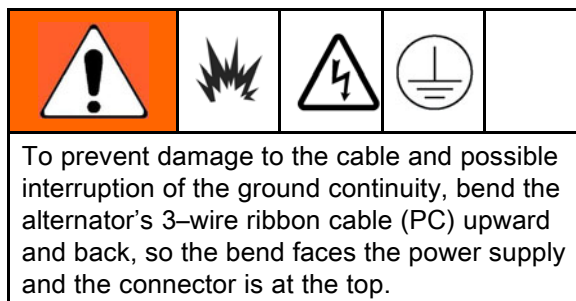 To prevent damage to the cable and possible
interruption of the ground continuity, bend the
alternator's 3–wire ribbon cable (PC) upward
and back, so the bend faces the power supply
and the connector is at the top.